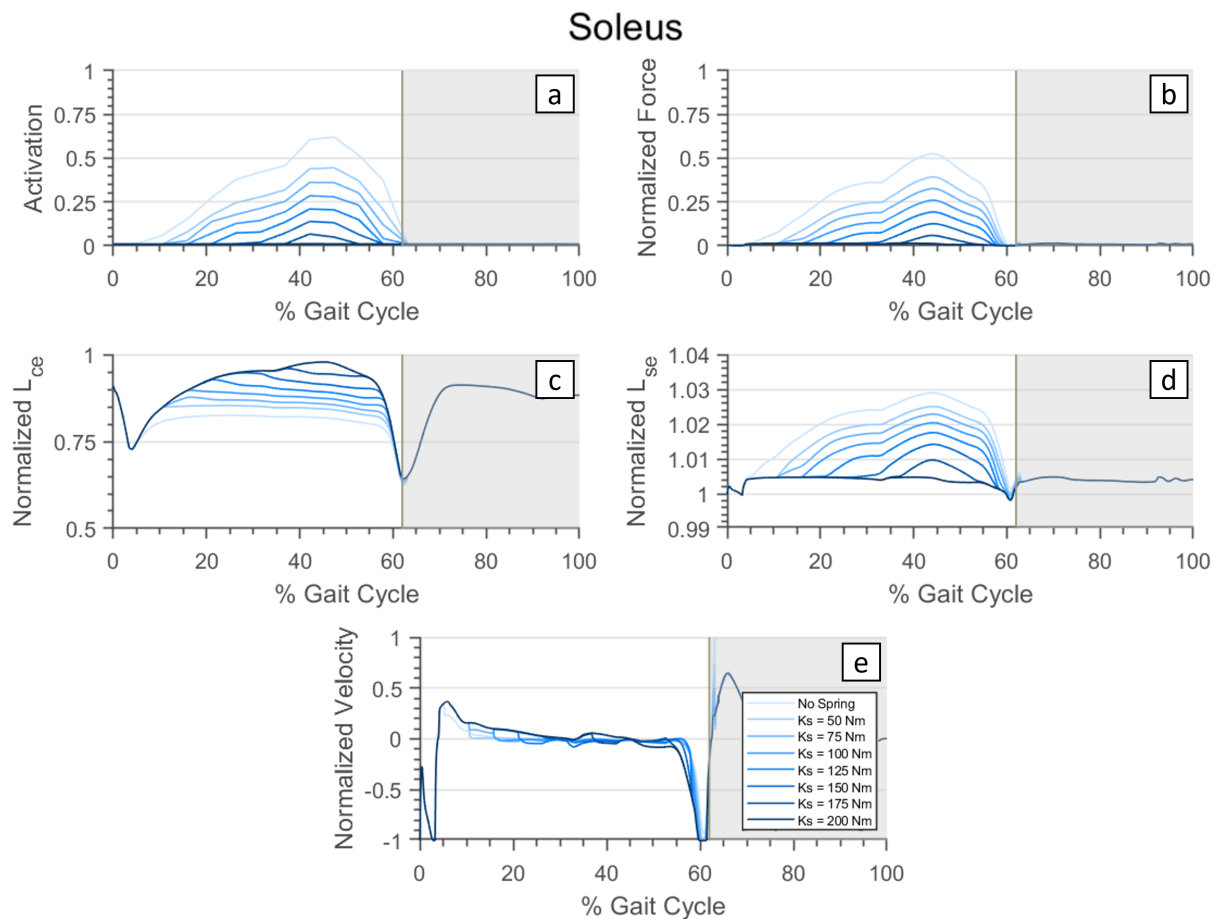 Soleus
a
Activation
1
0.75
0.5
0.25
0
0 20 40 60 80 100
% Gait Cycle
b
Normalized Force
1
0.75
0.5
0.25
0
0 20 40 60 80 100
% Gait Cycle
c
Normalized Lce
1
0.75
0.5
0 20 40 60 80 100
% Gait Cycle
d
Normalized Lse
1.04
1.03
1.02
1.01
1
0.99
0 20 40 60 80 100
% Gait Cycle
e
Normalized Velocity
1
0.5
0
-0.5
-1
No Spring
Ks = 50 Nm
Ks = 75 Nm
Ks = 100 Nm
Ks = 125 Nm
Ks = 150 Nm
Ks = 175 Nm
Ks = 200 Nm
0 20 40 60 80 100
% Gait Cycle